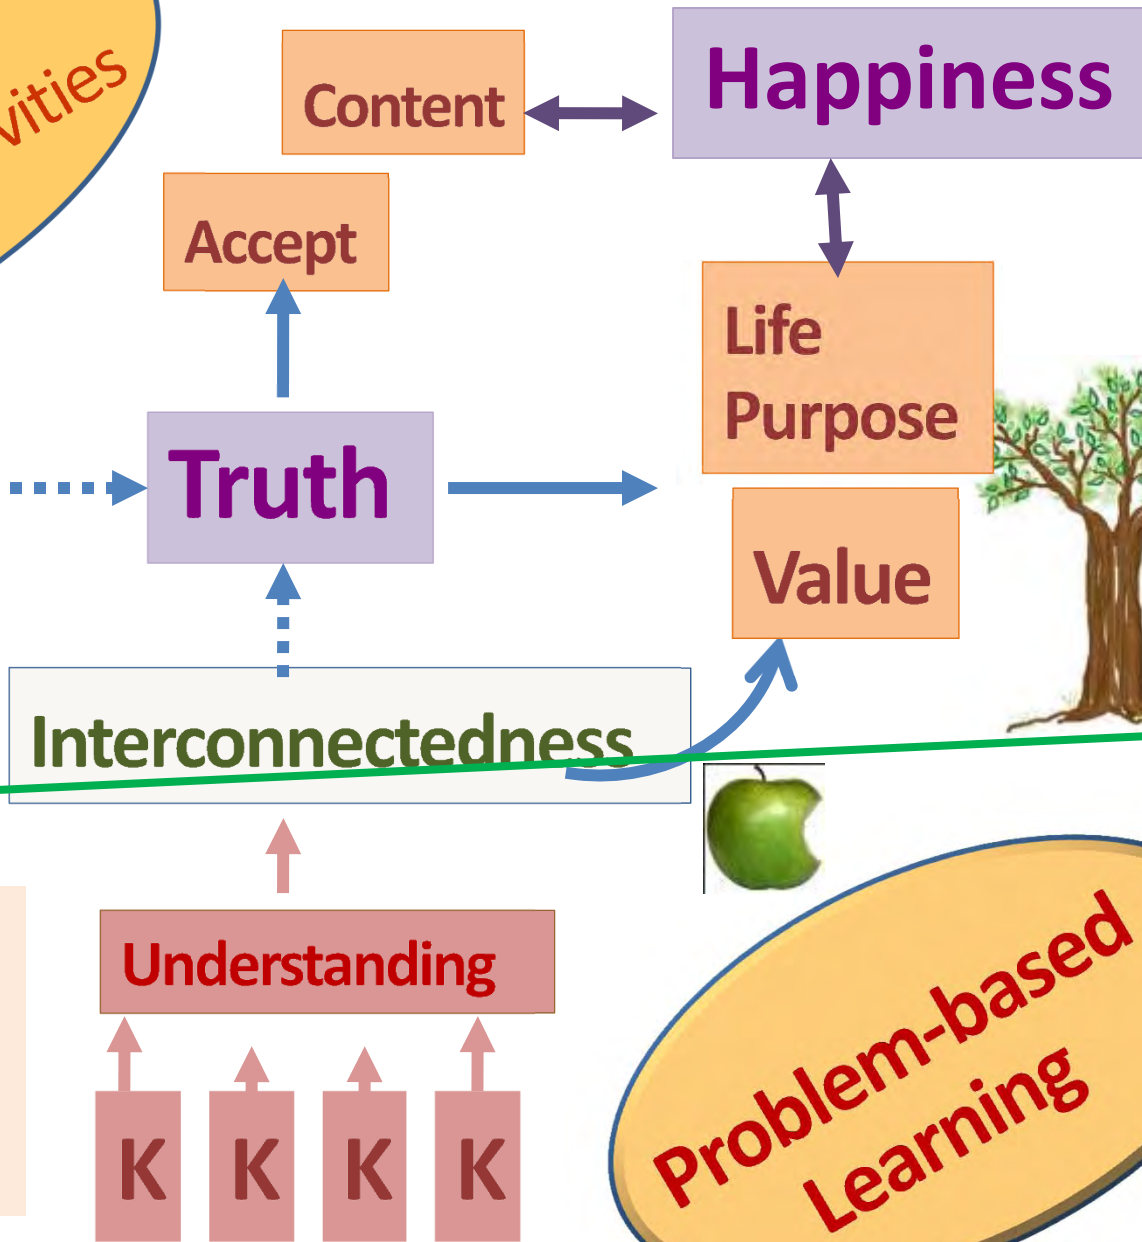 vities
Content
Happiness
Accept
Life
Purpose
Truth
Value
Interconnectedness
Understanding
K K K K
Problem-based
Learning